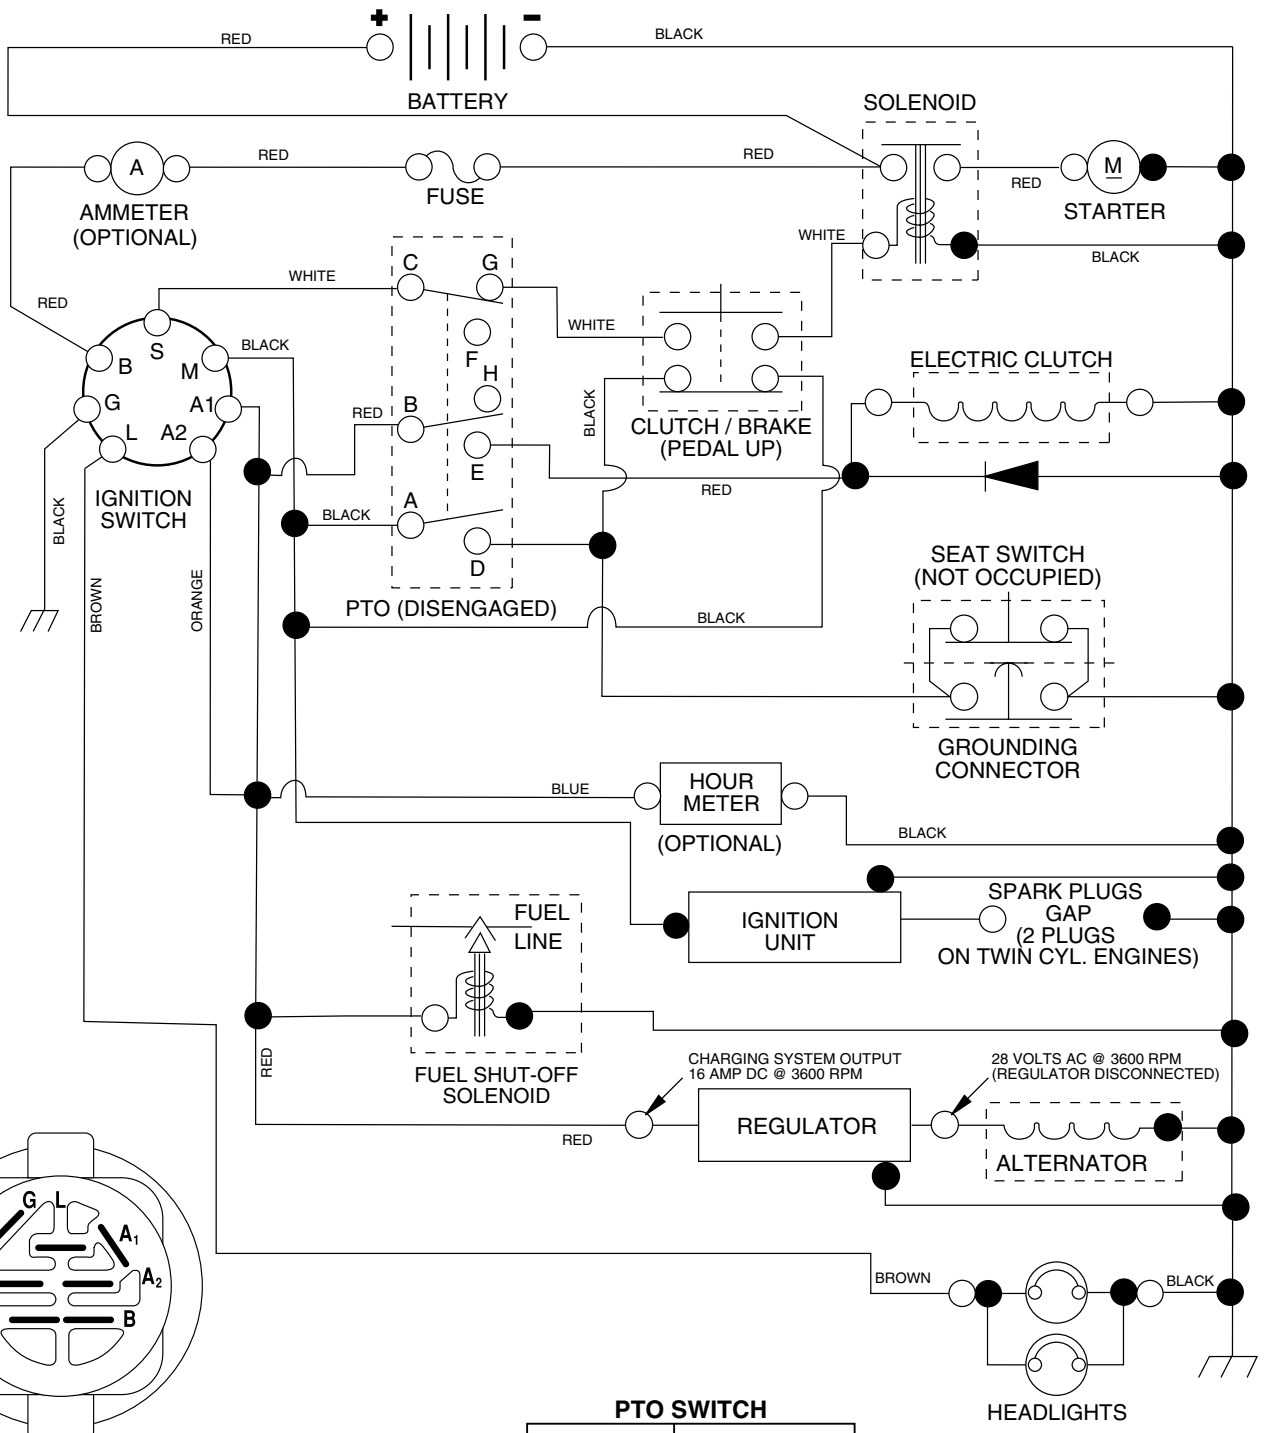 +
-
RED
BLACK
BATTERY
SOLENOID
A
RED
RED
FUSE
RED
M
AMMETER
(OPTIONAL)
STARTER
WHITE
BLACK
C
G
WHITE
RED
WHITE
S
BLACK
F
B
M
ELECTRIC CLUTCH
H
G
A1
RED
B
BLACK
CLUTCH / BRAKE
(PEDAL UP)
L
A2
E
RED
IGNITION
SWITCH
A
BLACK
BLACK
D
SEAT SWITCH
(NOT OCCUPIED)
BROWN
ORANGE
PTO (DISENGAGED)
BLACK
GROUNDING
CONNECTOR
HOUR
METER
BLUE
(OPTIONAL)
BLACK
FUEL
LINE
IGNITION
UNIT
SPARK PLUGS
GAP
(2 PLUGS
ON TWIN CYL. ENGINES)
RED
FUEL SHUT-OFF
SOLENOID
CHARGING SYSTEM OUTPUT
16 AMP DC @ 3600 RPM
28 VOLTS AC @ 3600 RPM
(REGULATOR DISCONNECTED)
RED
REGULATOR
ALTERNATOR
G
L
A1
A2
B
BROWN
BLACK
HEADLIGHTS
PTO SWITCH